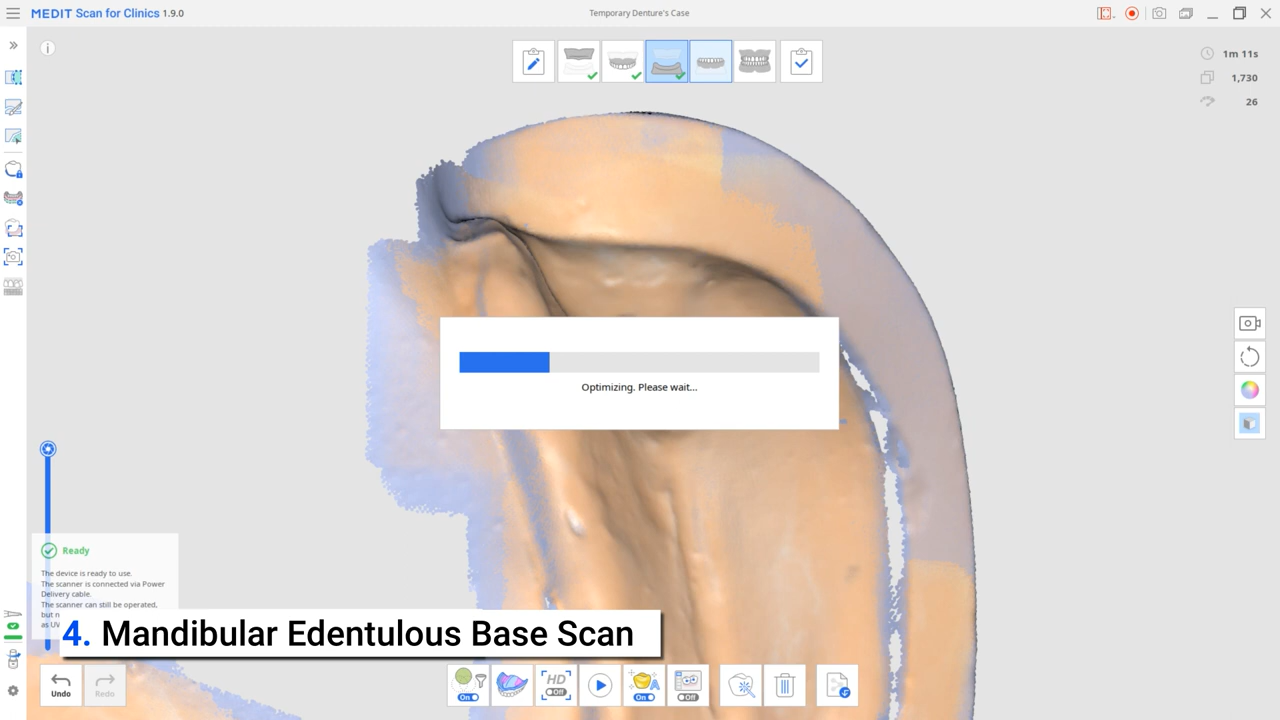 MEDIT Scan for Clinics 1.9.0
Temporary Denture's Case
1m 11s
1,730
26
Optimizing. Please wait...
Ready
The device is ready to use.
The scanner is connected via Power
Delivery cable.
The scanner can still be operated,
but n
as UV
4. Mandibular Edentulous Base Scan
Undo
Redo
On
HD
Off
A
On
Off